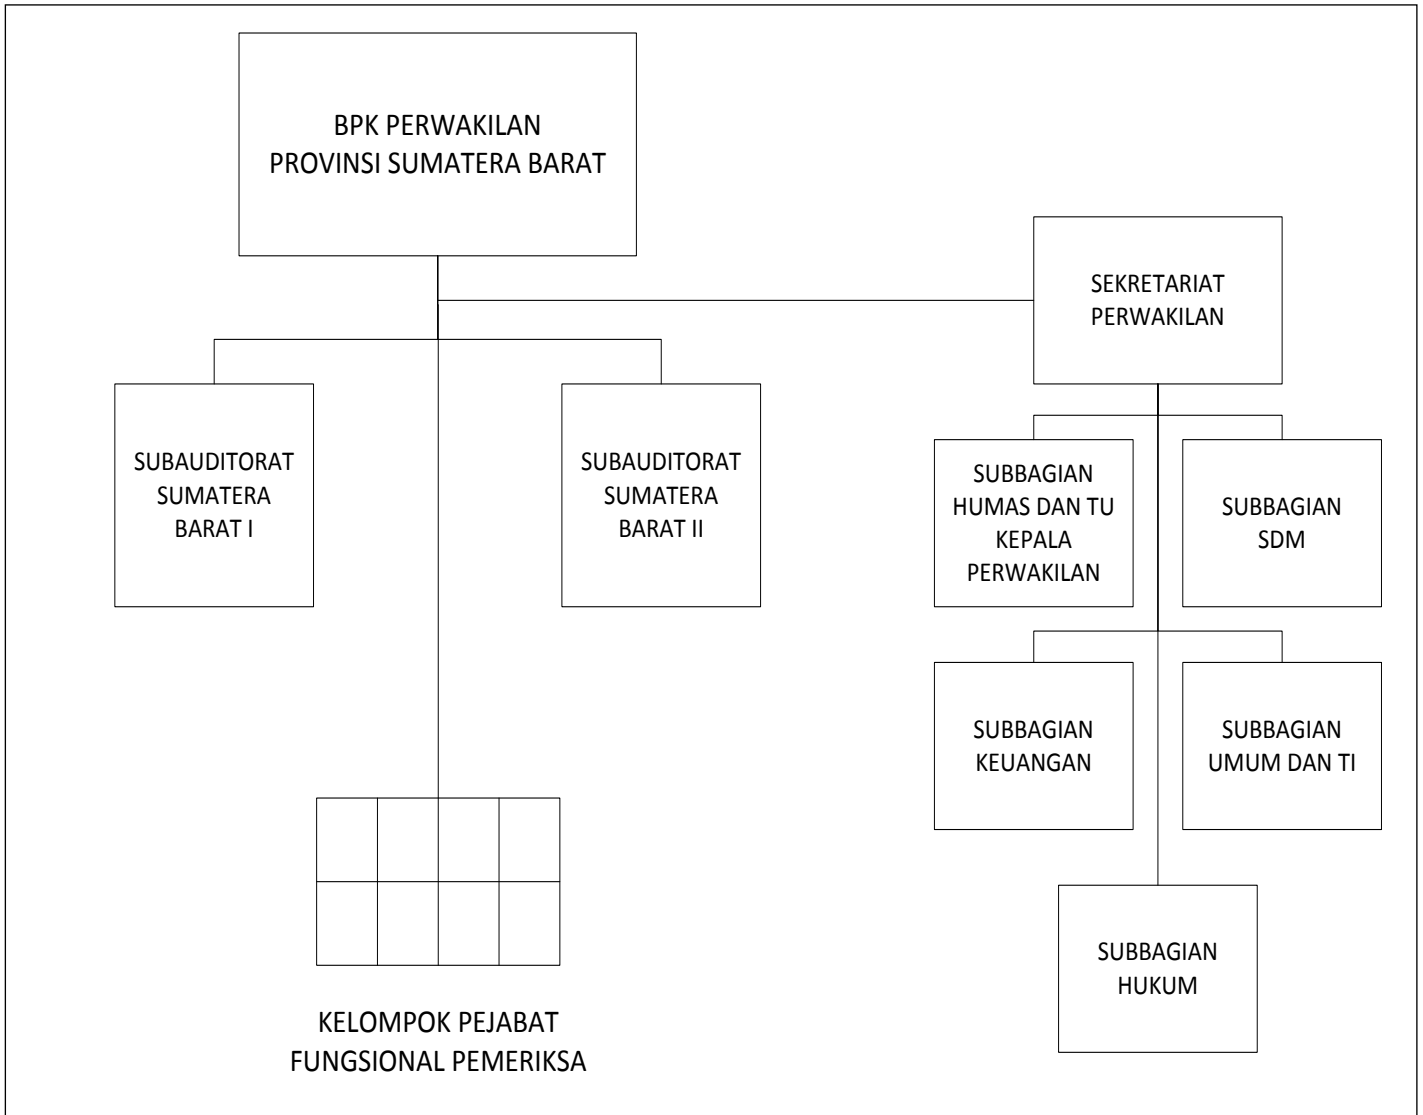 BPK PERWAKILAN
PROVINSI SUMATERA BARAT
SEKRETARIAT
PERWAKILAN
SUBAUDITORAT
SUMATERA
BARAT I
SUBAUDITORAT
SUMATERA
BARAT II
SUBBAGIAN
HUMAS DAN TU
KEPALA
PERWAKILAN
SUBBAGIAN
SDM
SUBBAGIAN
KEUANGAN
SUBBAGIAN
UMUM DAN TI
SUBBAGIAN
HUKUM
KELOMPOK PEJABAT
FUNGSIONAL PEMERIKSA